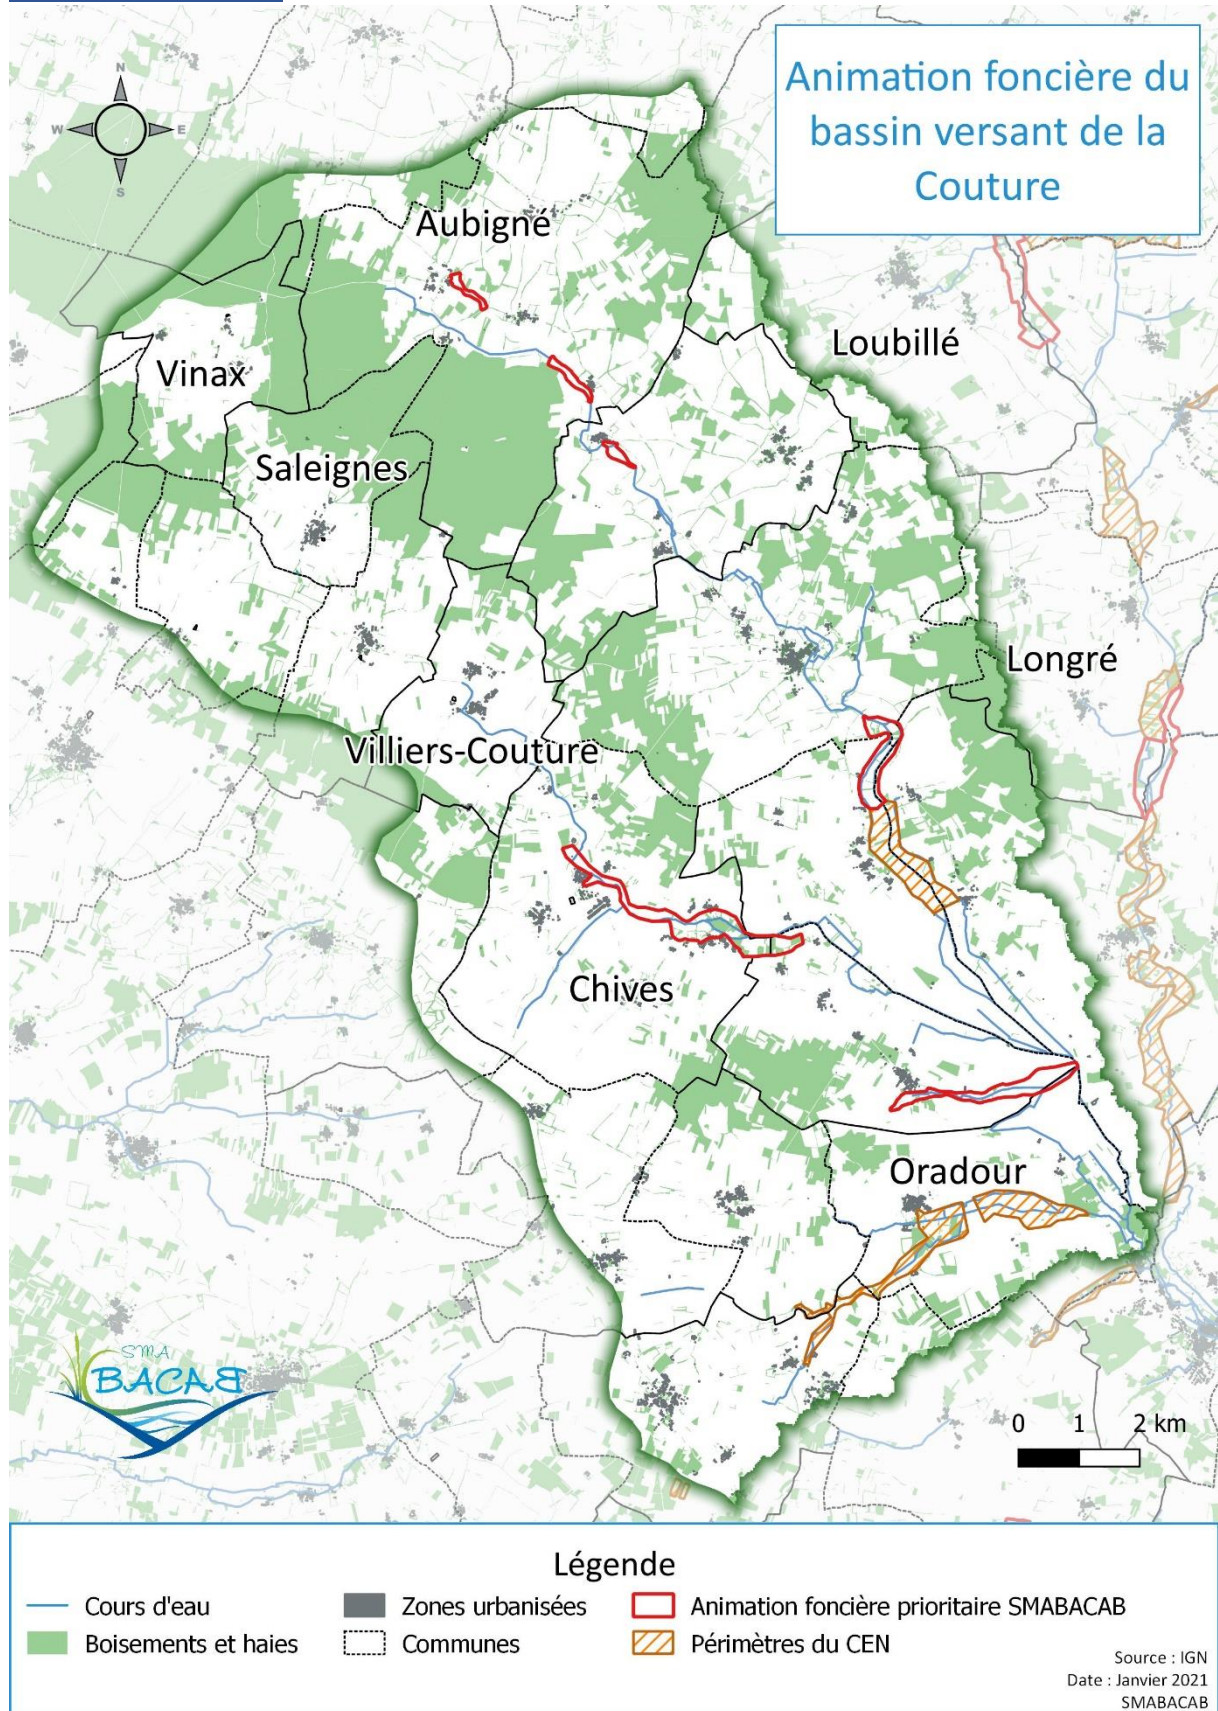 Animation foncière du
bassin versant de la
Couture
N
W
E
S
Aubigné
Loubillé
Vinax
Saleignes
Longré
Villiers-Couture
Chives
Oradour
SMA
BACAB
0 1 2 km
Légende
Cours d'eau
Zones urbanisées
Animation foncière prioritaire SMABACAB
Boisements et haies
Communes
Périmètres du CEN
Source : IGN
Date : Janvier 2021
SMABACAB